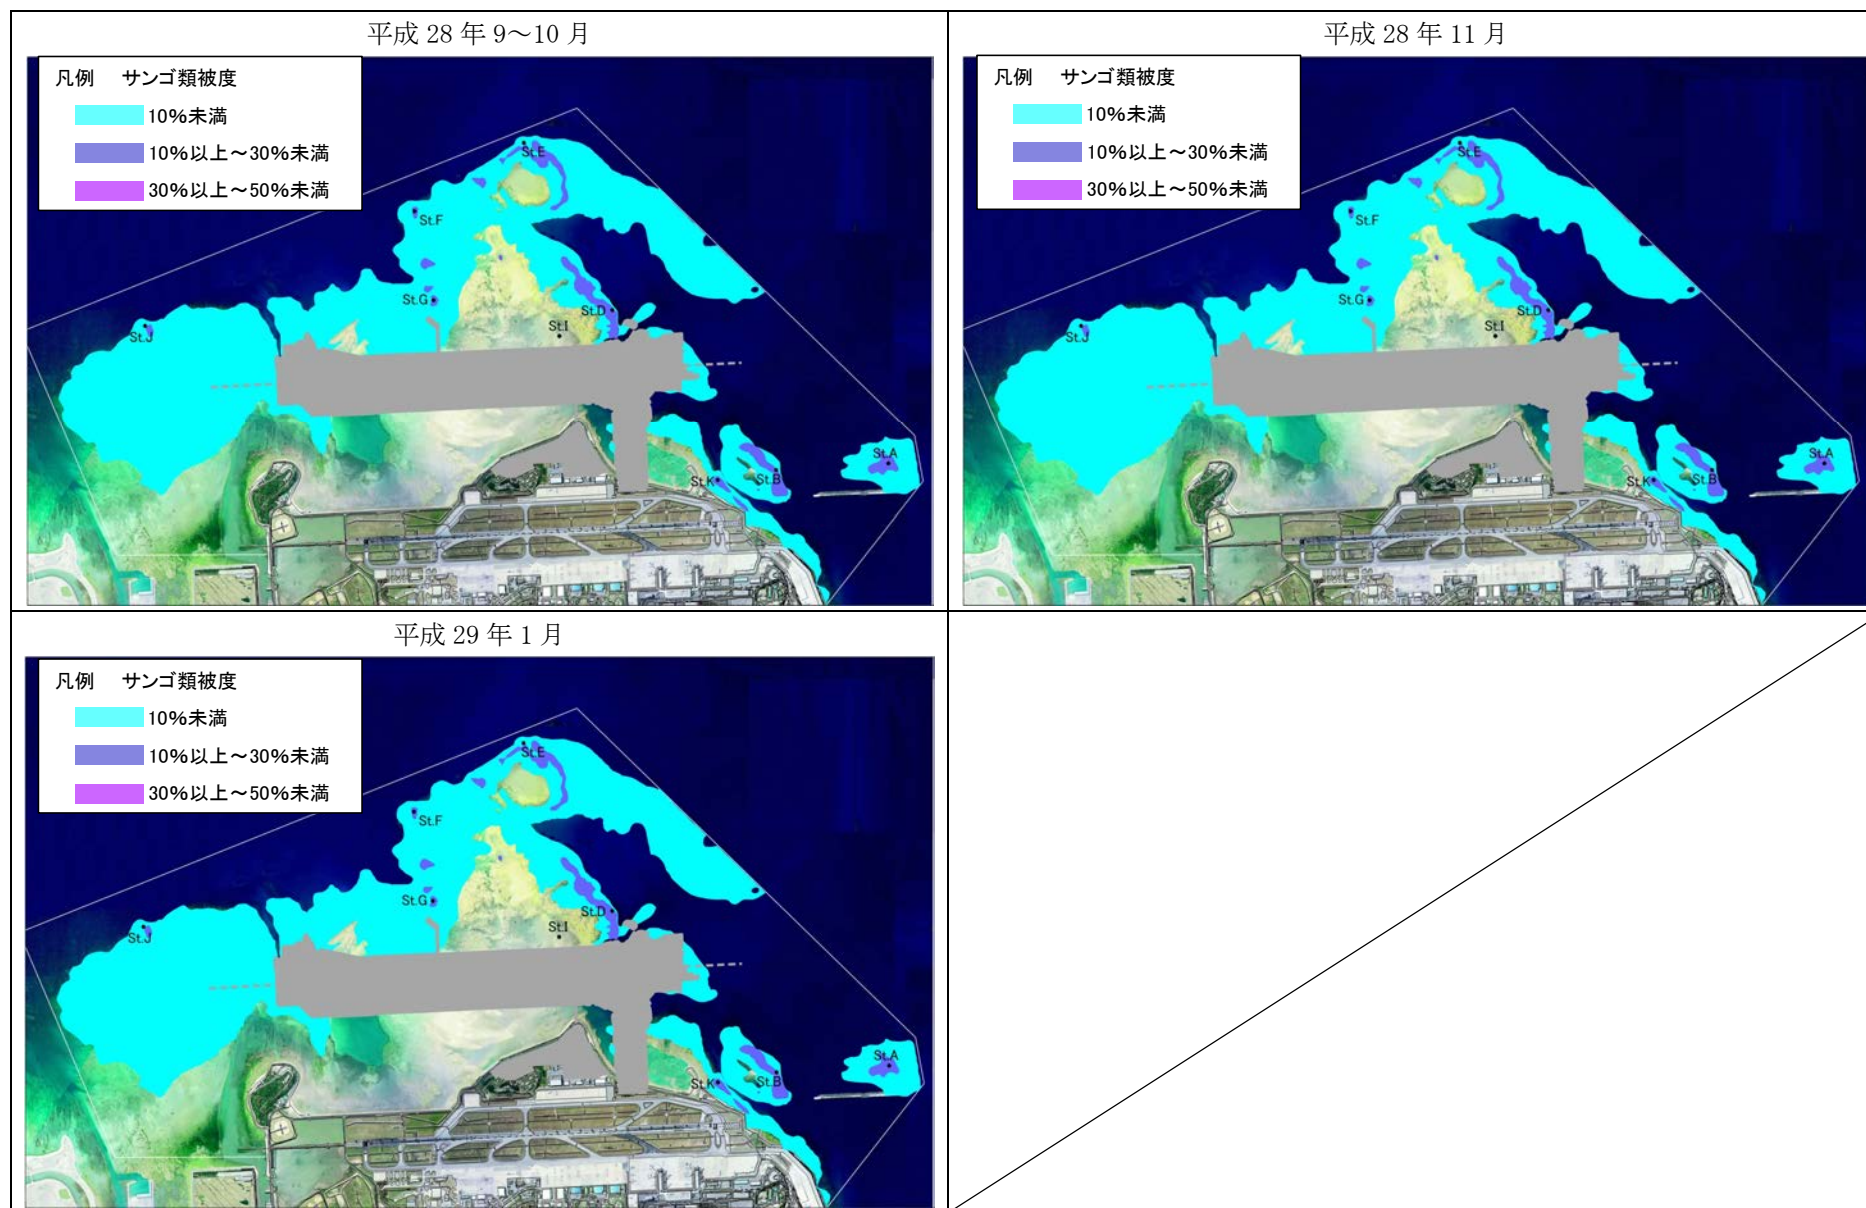 平成 28 年 9～10 月
凡例 サンゴ類被度
10%未満
10%以上～30%未満
30%以上～50%未満
St.E
St.F
St.G
St.D
St.I
St.J
St.A
St.B
St.K
平成 28 年 11 月
凡例 サンゴ類被度
10%未満
10%以上～30%未満
30%以上～50%未満
St.E
St.F
St.G
St.D
St.I
St.J
St.A
St.B
St.K
平成 29 年 1 月
凡例 サンゴ類被度
10%未満
10%以上～30%未満
30%以上～50%未満
St.E
St.F
St.G
St.D
St.I
St.J
St.A
St.B
St.K